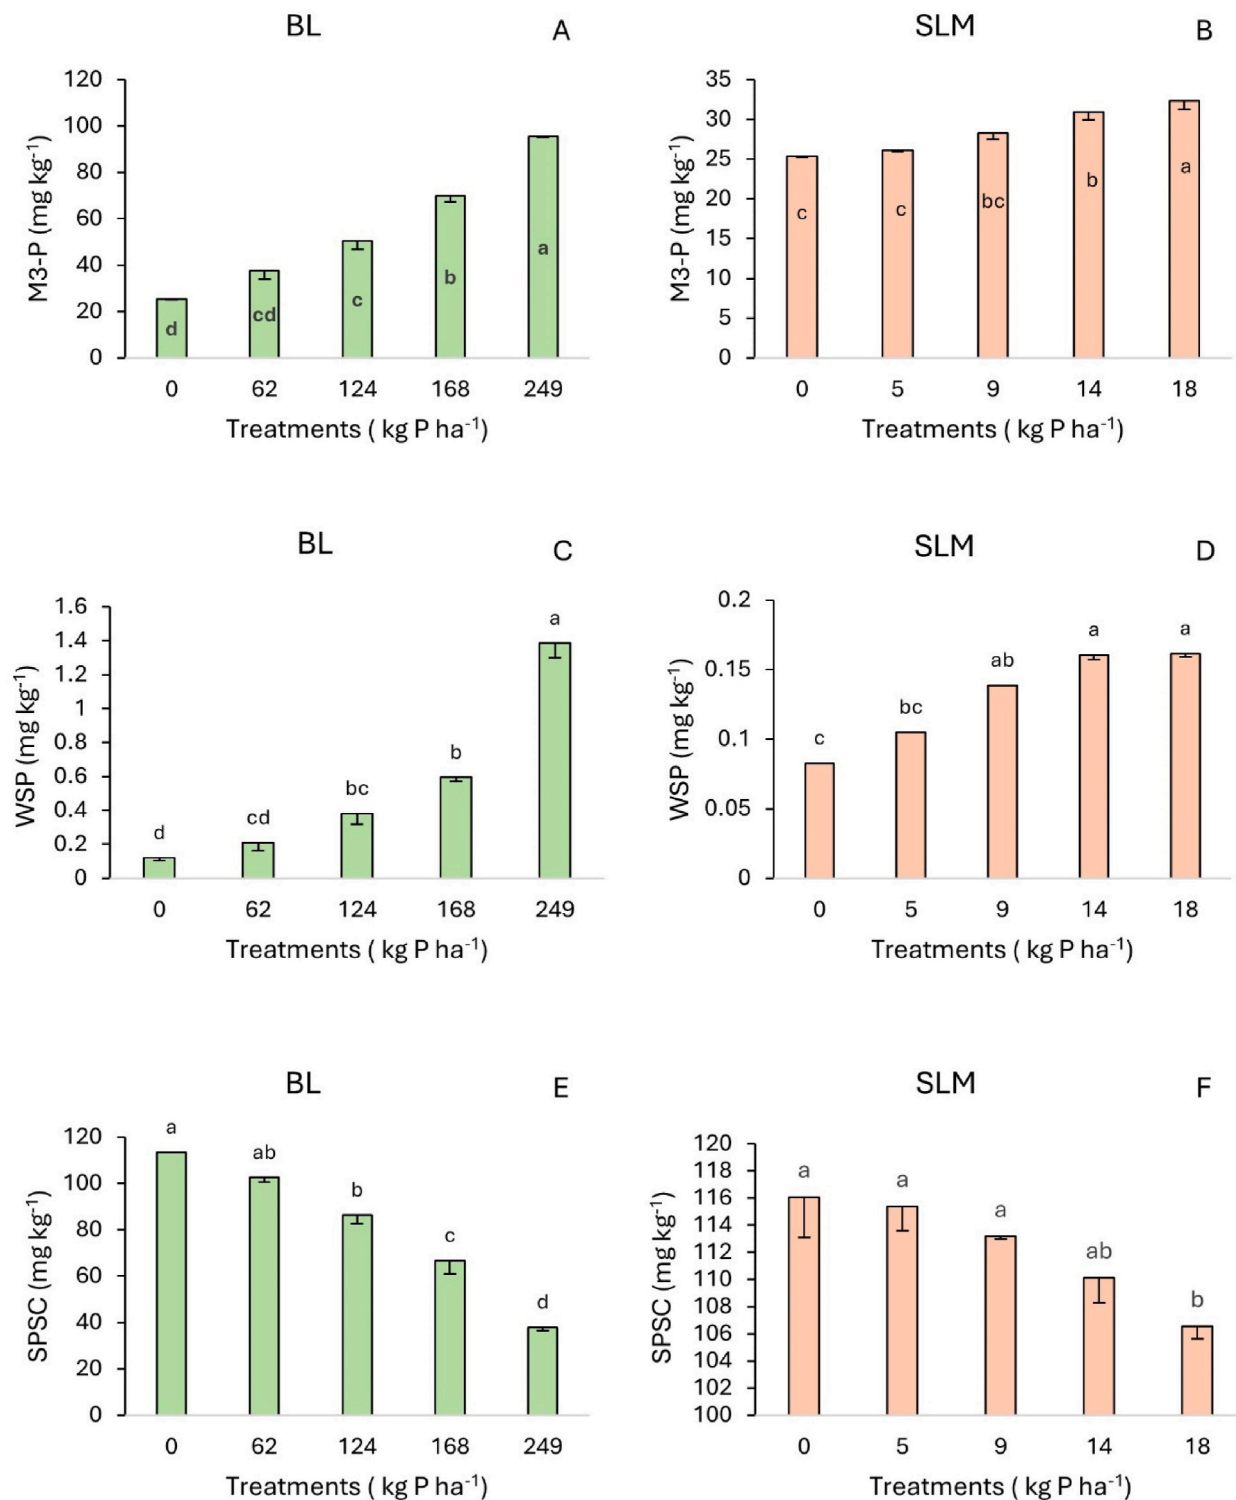 BL A
M3-P (mg kg⁻¹)
120
100
80
60
40
20
0
d cd c b a
0 62 124 168 249
Treatments ( kg P ha⁻¹)
SLM B
M3-P (mg kg⁻¹)
35
30
25
20
15
10
5
0
c c bc b a
0 5 9 14 18
Treatments ( kg P ha⁻¹)
BL C
WSP (mg kg⁻¹)
1.6
1.4
1.2
1
0.8
0.6
0.4
0.2
0
d cd bc b a
0 62 124 168 249
Treatments ( kg P ha⁻¹)
SLM D
WSP (mg kg⁻¹)
0.2
0.15
0.1
0.05
0
c bc ab a a
0 5 9 14 18
Treatments ( kg P ha⁻¹)
BL E
SPSC (mg kg⁻¹)
120
100
80
60
40
20
0
a ab b c d
0 62 124 168 249
Treatments ( kg P ha⁻¹)
SLM F
SPSC (mg kg⁻¹)
120
118
116
114
112
110
108
106
104
102
100
a a a ab b
0 5 9 14 18
Treatments ( kg P ha⁻¹)